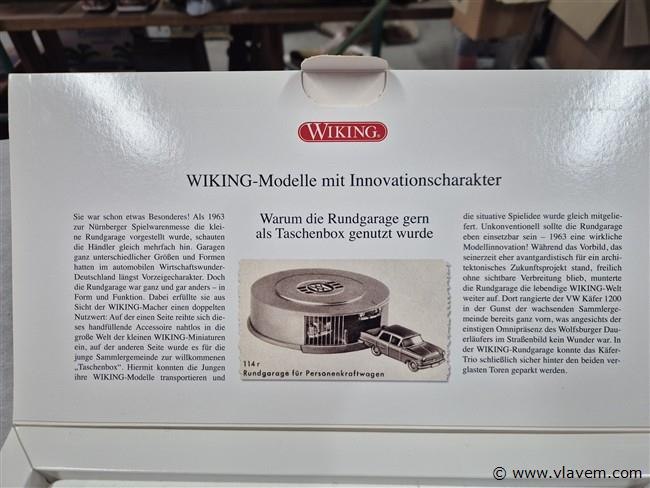 WIKING®
WIKING-Modelle mit Innovationscharakter
Sie war schon etwas Besonderes! Als 1963
zur Nürnberger Spielwarenmesse die klei-
ne Rundgarage vorgestellt wurde, schauten
die Händler gleich mehrfach hin. Garagen
ganz unterschiedlicher Größen und Formen
hatten im automobilen Wirtschaftswunder-
Deutschland längst Vorzeigecharakter. Doch
die Rundgarage war ganz und gar anders – in
Form und Funktion. Dabei erfüllte sie aus
Sicht der WIKING-Macher einen doppelten
Nutzwert: Auf der einen Seite reihte sich die-
ses handfüllende Accessoire nahtlos in die
große Welt der kleinen WIKING-Miniaturen
ein, auf der anderen Seite wurde es für die
junge Sammlergemeinde zur willkommenen
„Taschenbox“. Hiermit konnten die Jungen
ihre WIKING-Modelle transportieren und
Warum die Rundgarage gern
als Taschenbox genutzt wurde
114 r
Rundgarage für Personenkraftwagen
die situative Spielidee wurde gleich mitgelie-
fert. Unkonventionell sollte die Rundgarage
eben einsetzbar sein – 1963 eine wirkliche
Modellinnovation! Während das Vorbild, das
seinerzeit eher avantgardistisch für ein archi-
tektonisches Zukunftsprojekt stand, freilich
ohne sichtbare Verbreitung blieb, munterte
die Rundgarage die lebendige WIKING-Welt
weiter auf. Dort rangierte der VW Käfer 1200
in der Gunst der wachsenden Sammlerge-
meinde bereits ganz vorn, was angesichts der
einstigen Omnipräsenz des Wolfsburger Dau-
erläufers im Straßenbild kein Wunder war. In
der WIKING-Rundgarage konnte das Käfer-
Trio schließlich sicher hinter den beiden ver-
glasten Toren geparkt werden.
© www.vlavem.com